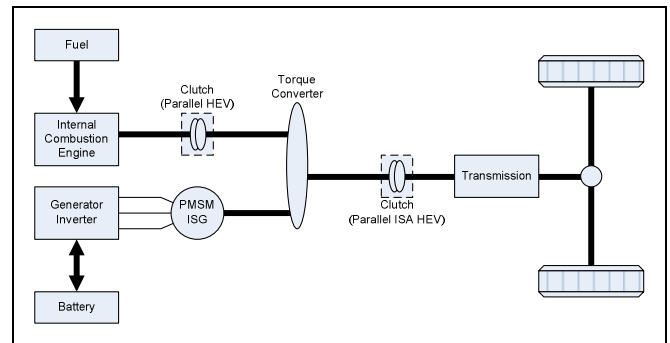 Fuel
Internal
Combustion
Engine
Clutch
(Parallel HEV)
Torque
Converter
Generator
Inverter
PMSM
ISG
Clutch
(Parallel ISA HEV)
Transmission
Battery